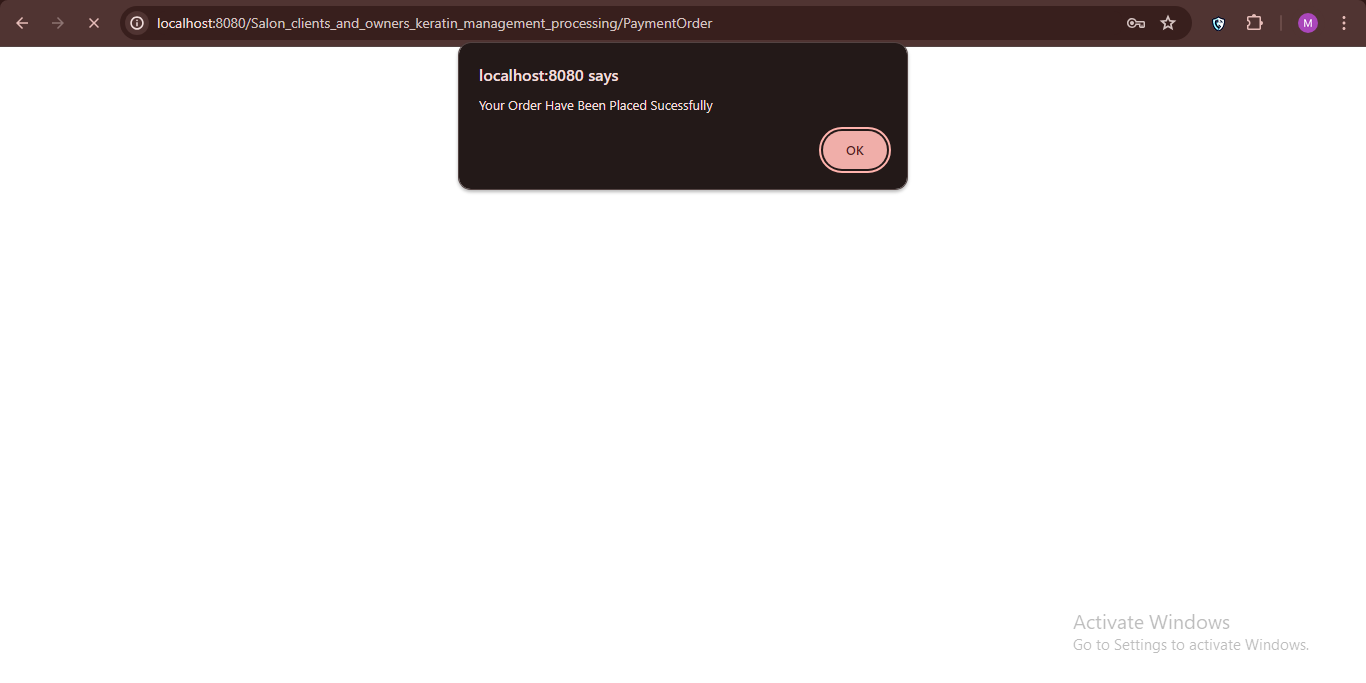 localhost:8080/Salon_clients_and_owners_keratin_management_processing/PaymentOrder
M
localhost:8080 says
Your Order Have Been Placed Sucessfully
OK
Activate Windows
Go to Settings to activate Windows.